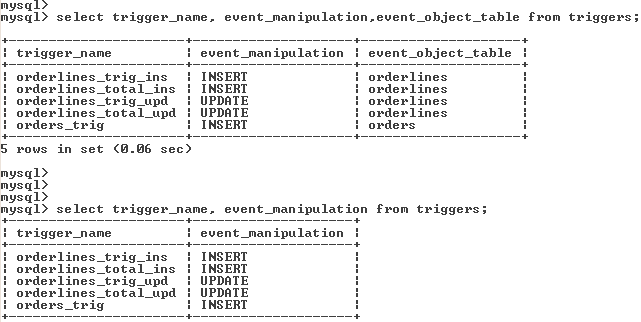 mysql>
mysql> select trigger_name, event_manipulation,event_object_table from triggers;
+---------------------+--------------------+--------------------+
¦ trigger_name        ¦ event_manipulation ¦ event_object_table ¦
+---------------------+--------------------+--------------------+
¦ orderlines_trig_ins ¦ INSERT             ¦ orderlines         ¦
¦ orderlines_total_ins ¦ INSERT             ¦ orderlines         ¦
¦ orderlines_trig_upd ¦ UPDATE             ¦ orderlines         ¦
¦ orderlines_total_upd ¦ UPDATE             ¦ orderlines         ¦
¦ orders_trig         ¦ INSERT             ¦ orders             ¦
+---------------------+--------------------+--------------------+
5 rows in set (0.06 sec)
mysql>
mysql>
mysql>
mysql> select trigger_name, event_manipulation from triggers;
+---------------------+--------------------+
¦ trigger_name        ¦ event_manipulation ¦
+---------------------+--------------------+
¦ orderlines_trig_ins ¦ INSERT             ¦
¦ orderlines_total_ins ¦ INSERT             ¦
¦ orderlines_trig_upd ¦ UPDATE             ¦
¦ orderlines_total_upd ¦ UPDATE             ¦
¦ orders_trig         ¦ INSERT             ¦
+---------------------+--------------------+